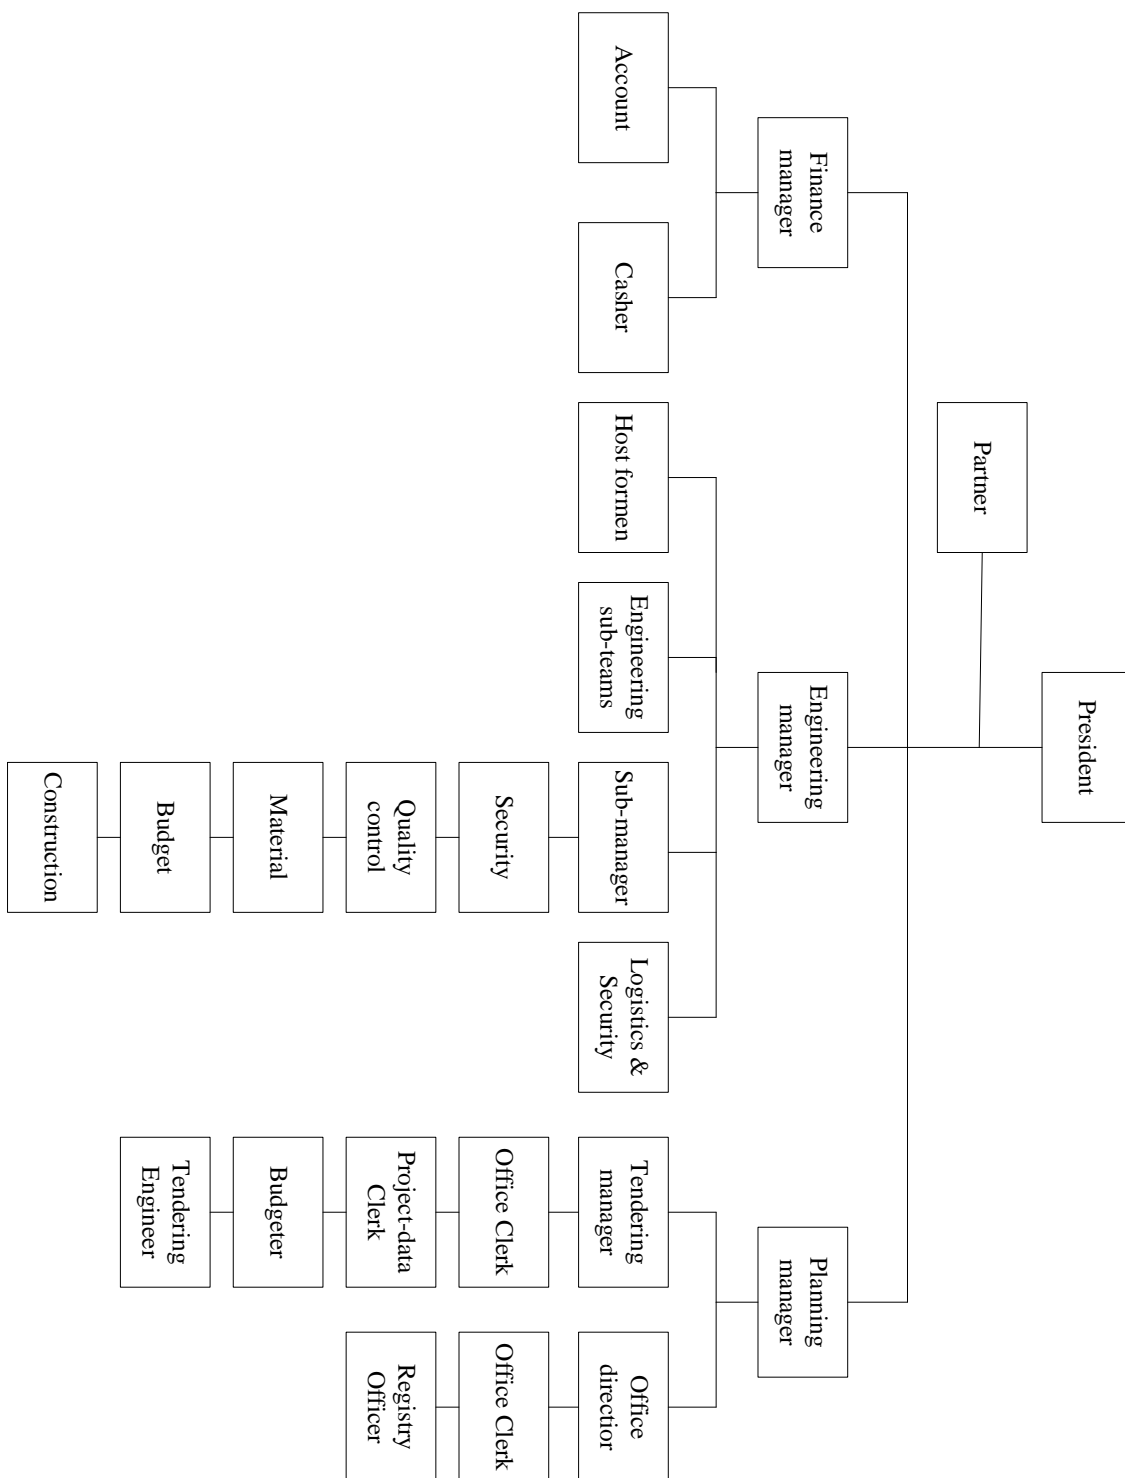 President
Partner
Finance
manager
Engineering
manager
Planning
manager
Account
Casher
Host formen
Engineering
sub-teams
Sub-manager
Logistics &
Security
Tendering
manager
Office
directior
Security
Office Clerk
Office Clerk
Quality
control
Project-data
Clerk
Registry
Officer
Material
Budgeter
Budget
Tendering
Engineer
Construction